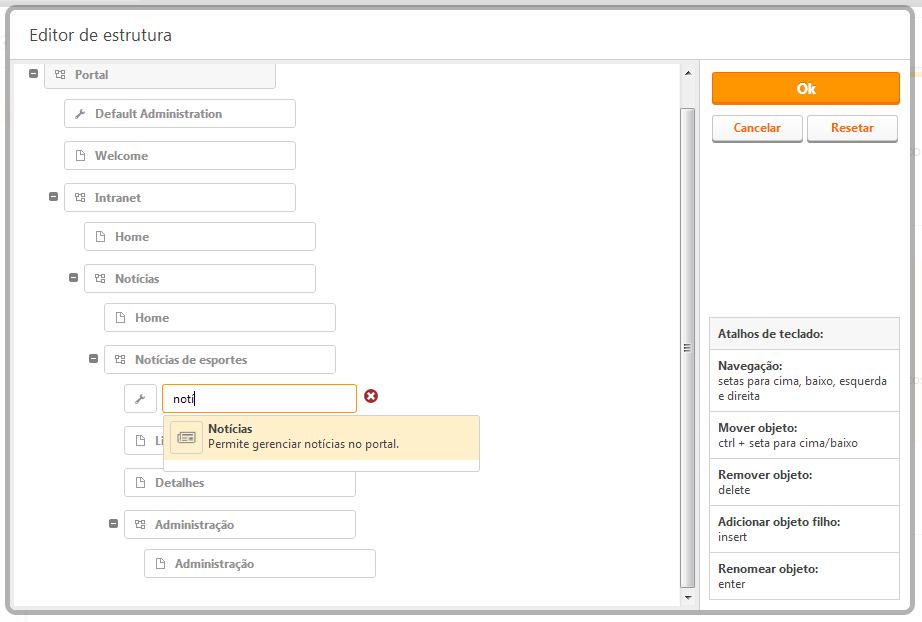 Editor de estrutura
Portal
Default Administration
Welcome
Intranet
Home
Notícias
Home
Notícias de esportes
notí
Notícias
Permite gerenciar notícias no portal.
Li
Detalhes
Administração
Administração
Ok
Cancelar
Resetar
Atalhos de teclado:
Navegação:
setas para cima, baixo, esquerda
e direita
Mover objeto:
ctrl + seta para cima/baixo
Remover objeto:
delete
Adicionar objeto filho:
insert
Renomear objeto:
enter